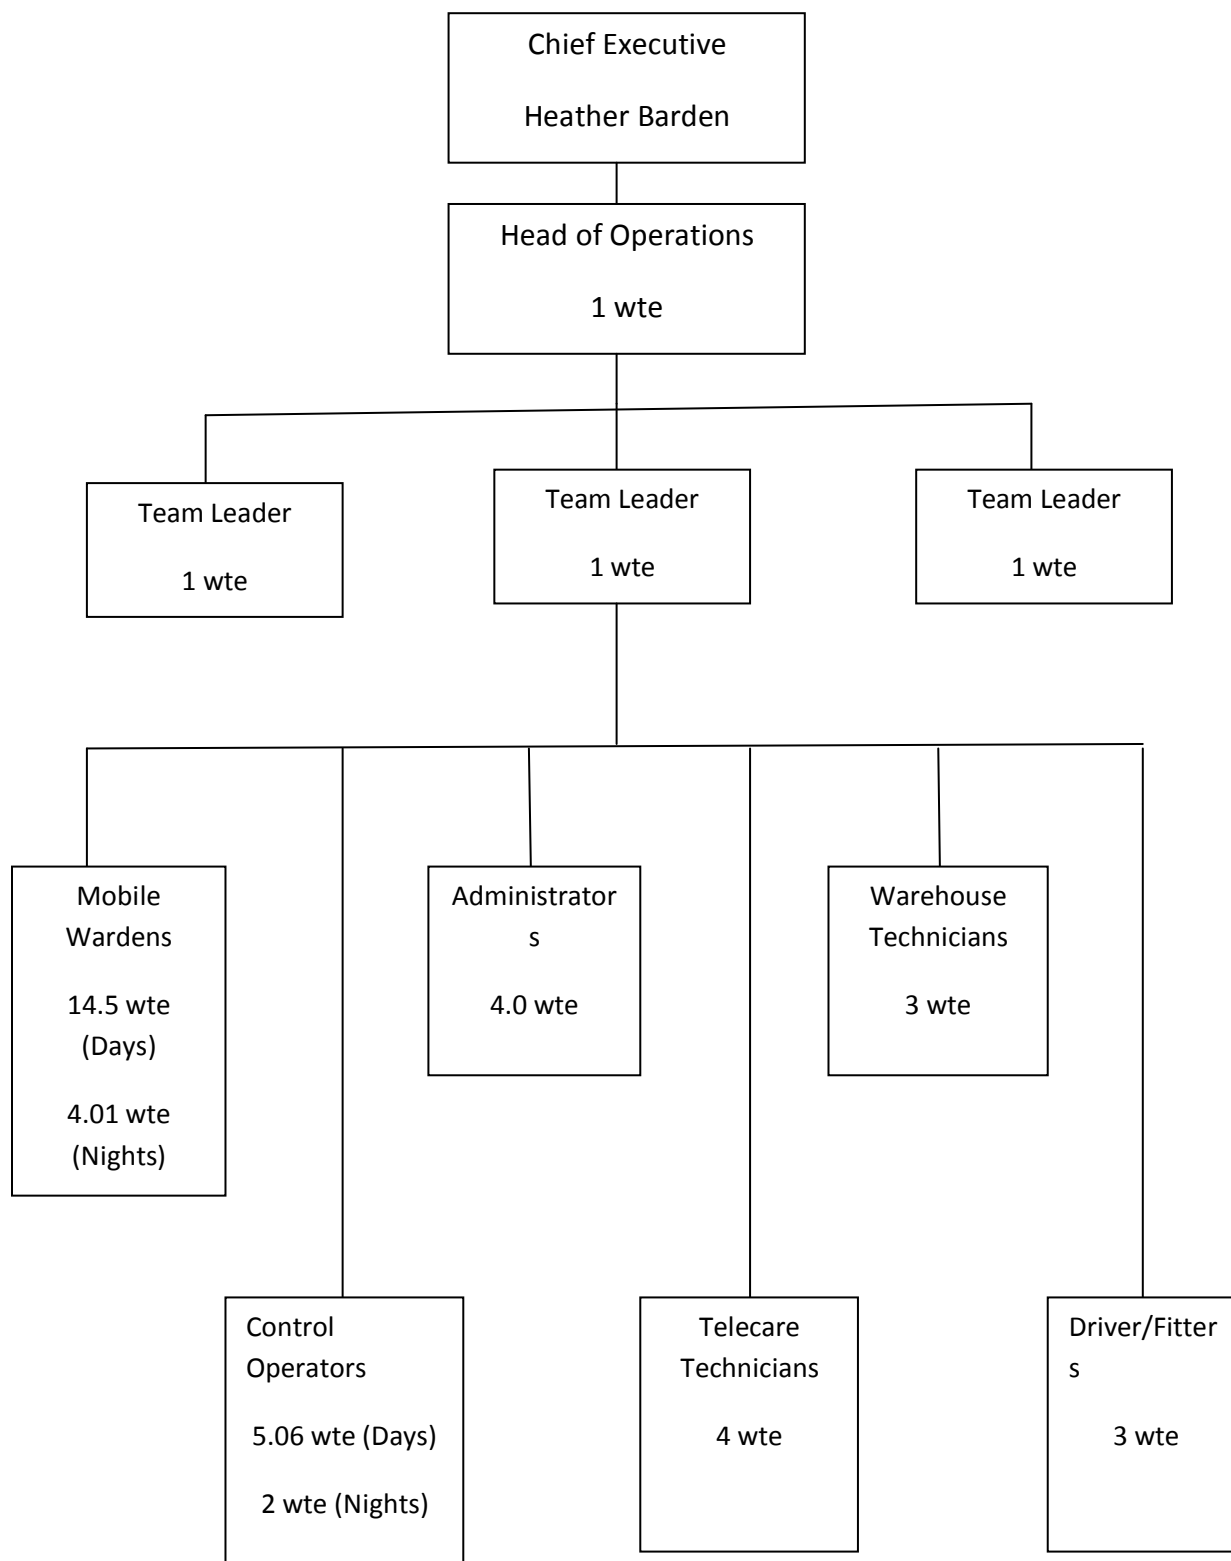 Chief Executive
Heather Barden
Head of Operations
1 wte
Team Leader
1 wte
Team Leader
1 wte
Team Leader
1 wte
Mobile
Wardens
14.5 wte
(Days)
4.01 wte
(Nights)
Administrator
s
4.0 wte
Warehouse
Technicians
3 wte
Control
Operators
5.06 wte (Days)
2 wte (Nights)
Telecare
Technicians
4 wte
Driver/Fitter
s
3 wte